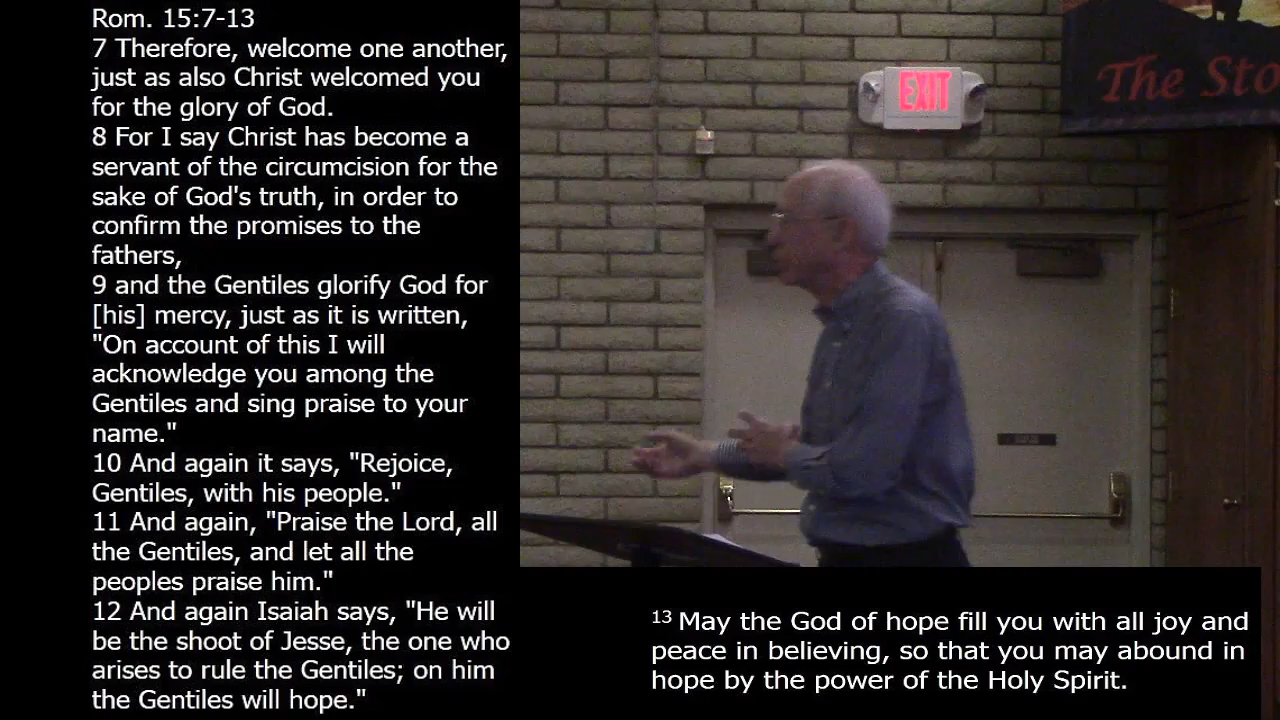 Rom. 15:7-13
7 Therefore, welcome one another,
just as also Christ welcomed you
for the glory of God.
8 For I say Christ has become a
servant of the circumcision for the
sake of God's truth, in order to
confirm the promises to the
fathers,
9 and the Gentiles glorify God for
[his] mercy, just as it is written,
"On account of this I will
acknowledge you among the
Gentiles and sing praise to your
name."
10 And again it says, "Rejoice,
Gentiles, with his people."
11 And again, "Praise the Lord, all
the Gentiles, and let all the
peoples praise him."
12 And again Isaiah says, "He will
be the shoot of Jesse, the one who
arises to rule the Gentiles; on him
the Gentiles will hope."
EXIT
The Sto
13 May the God of hope fill you with all joy and
peace in believing, so that you may abound in
hope by the power of the Holy Spirit.